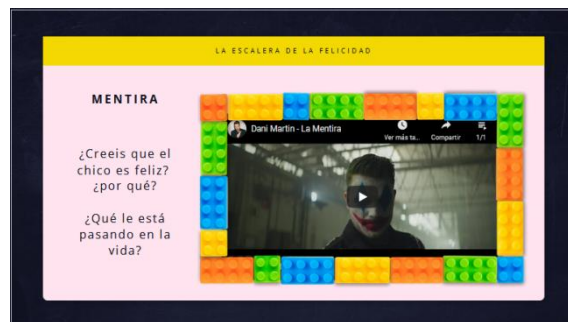 LA ESCALERA DE LA FELICIDAD
MENTIRA
¿Creeis que el
chico es feliz?
¿por qué?
¿Qué le está
pasando en la
vida?
Dani Martin - La Mentira
Ver más ta...
Compartir
1/1